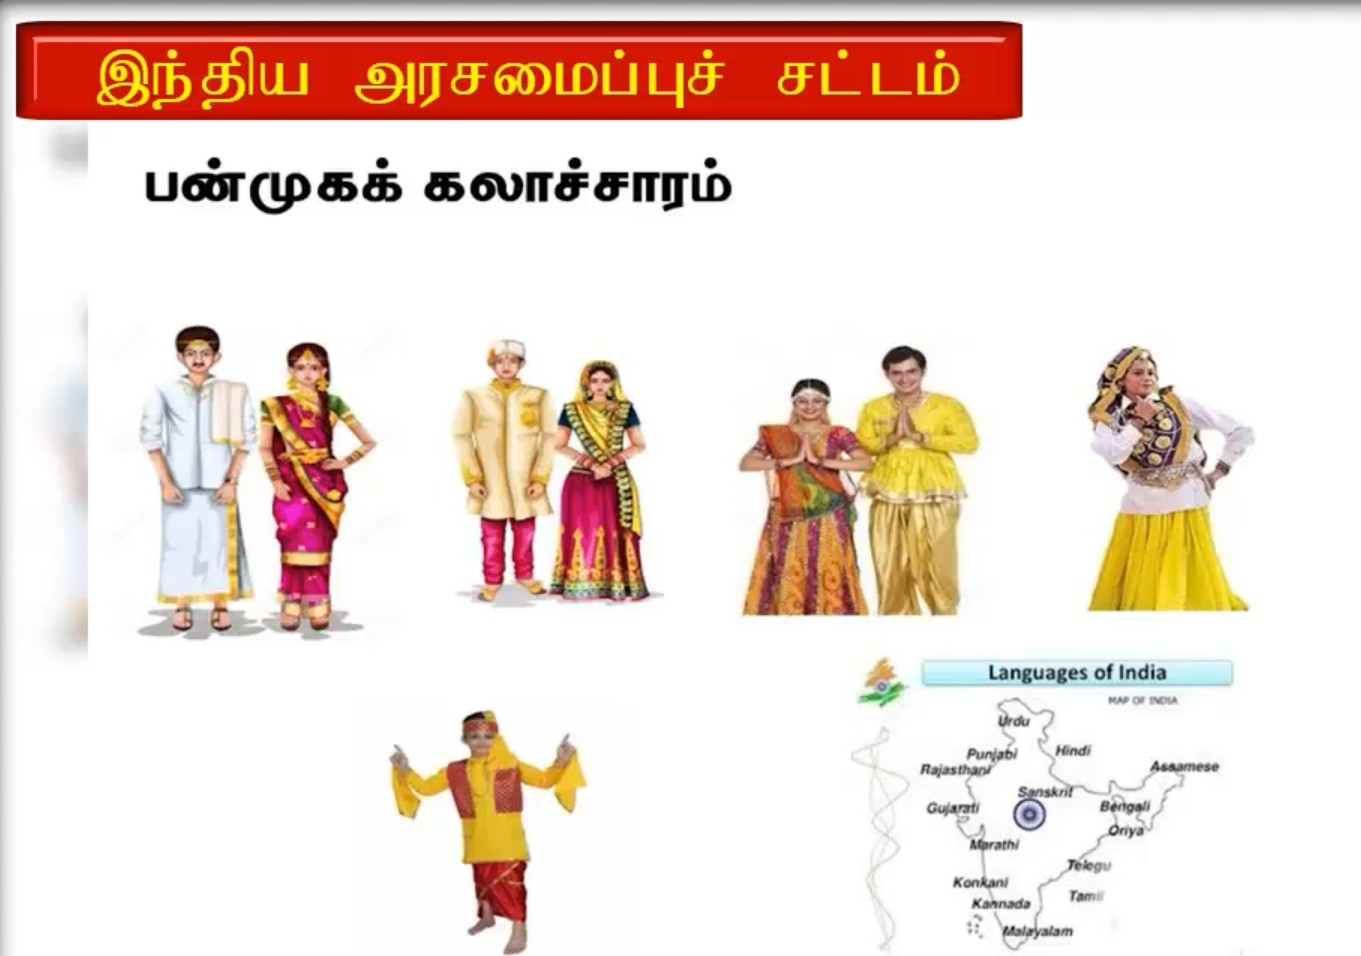 இந்திய அரசமைப்புச் சட்டம்
பன்முகக் கலாச்சாரம்
Languages of India
MAP OF INDIA
Urdu
Punjabi
Hindi
Rajasthani
Assamese
Sanskrit
Gujarati
Bengali
Oriya
Marathi
Telegu
Konkani
Tamil
Kannada
Malayalam